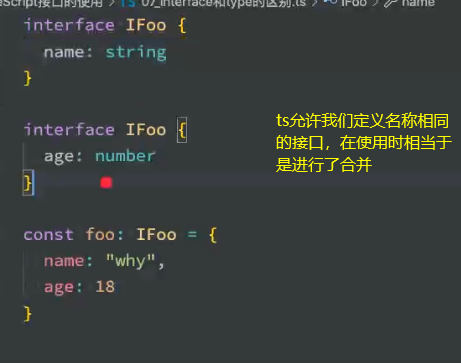 eScript接口的使用 > TS 07_interface和type的区别.ts > IFoo > name
interface IFoo {
name: string
}
interface IFoo {
age: number
}
ts允许我们定义名称相同
的接口，在使用时相当于
是进行了合并
const foo: IFoo = {
name: "why",
age: 18
}